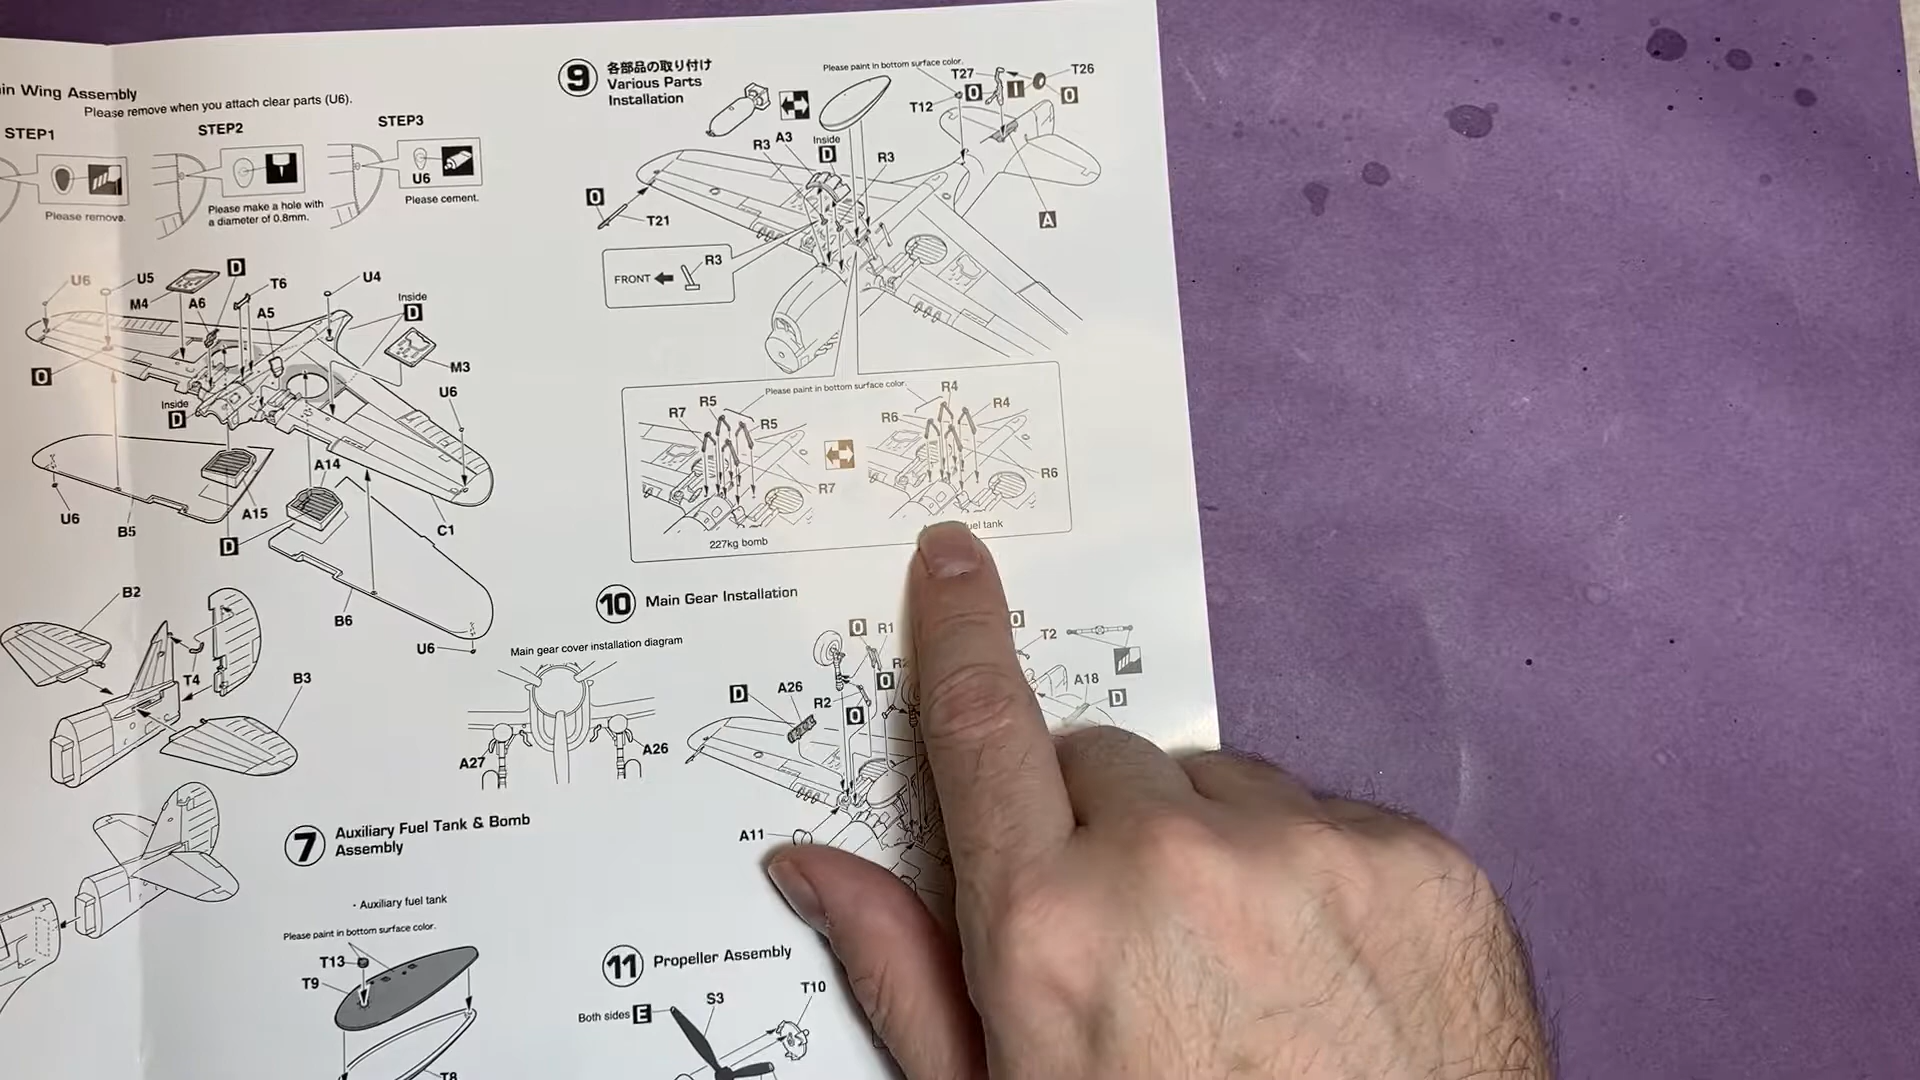 in Wing Assembly
Please remove when you attach clear parts (U6).
STEP1
STEP2
STEP3
U6
Please remove.
Please make a hole with
a diameter of 0.8mm.
Please cement.
U6
U5
D
M4
A6
T6
U4
A5
Inside
D
O
M3
U6
Inside
D
A14
U6
B5
A15
C1
D
B2
B6
U6
T4
B3
7
Auxiliary Fuel Tank & Bomb
Assembly
・Auxiliary fuel tank
Please paint in bottom surface color.
T13
T9
T8
9
各部品の取り付け
Various Parts
Installation
Please paint in bottom surface color.
T27
T26
O
I
O
T12
R3
A3
Inside
D
R3
O
T21
A
FRONT
R3
Please paint in bottom surface color.
R7
R5
R5
R7
227kg bomb
R4
R4
R6
R6
fuel tank
10
Main Gear Installation
Main gear cover installation diagram
A27
A26
O
R1
O
T2
D
A26
R2
O
O
A18
D
A11
11
Propeller Assembly
Both sides
E
S3
T10